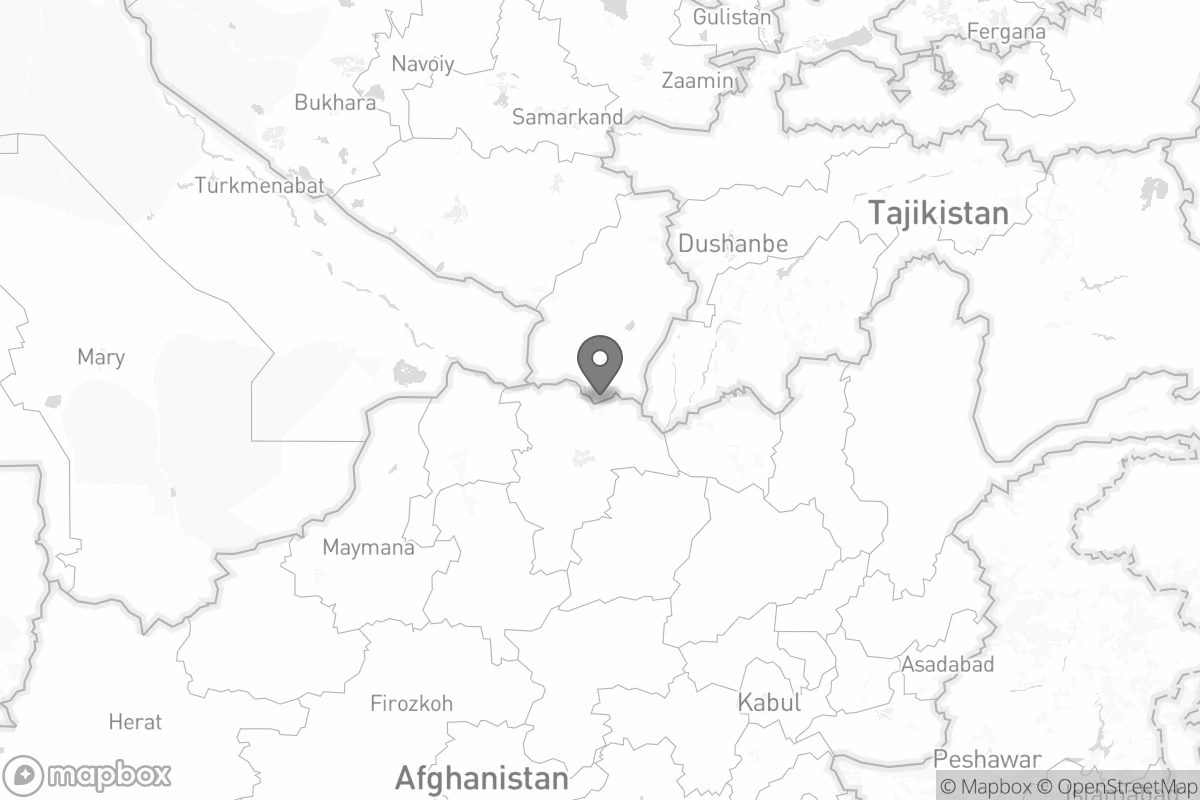 Gulistan
Fergana
Navoiy
Zaamin
Bukhara
Samarkand
Turkmenabat
Tajikistan
Dushanbe
Mary
Maymana
Asadabad
Kabul
Firozkoh
Herat
Peshawar
Afghanistan
mapbox
© Mapbox © OpenStreetMap